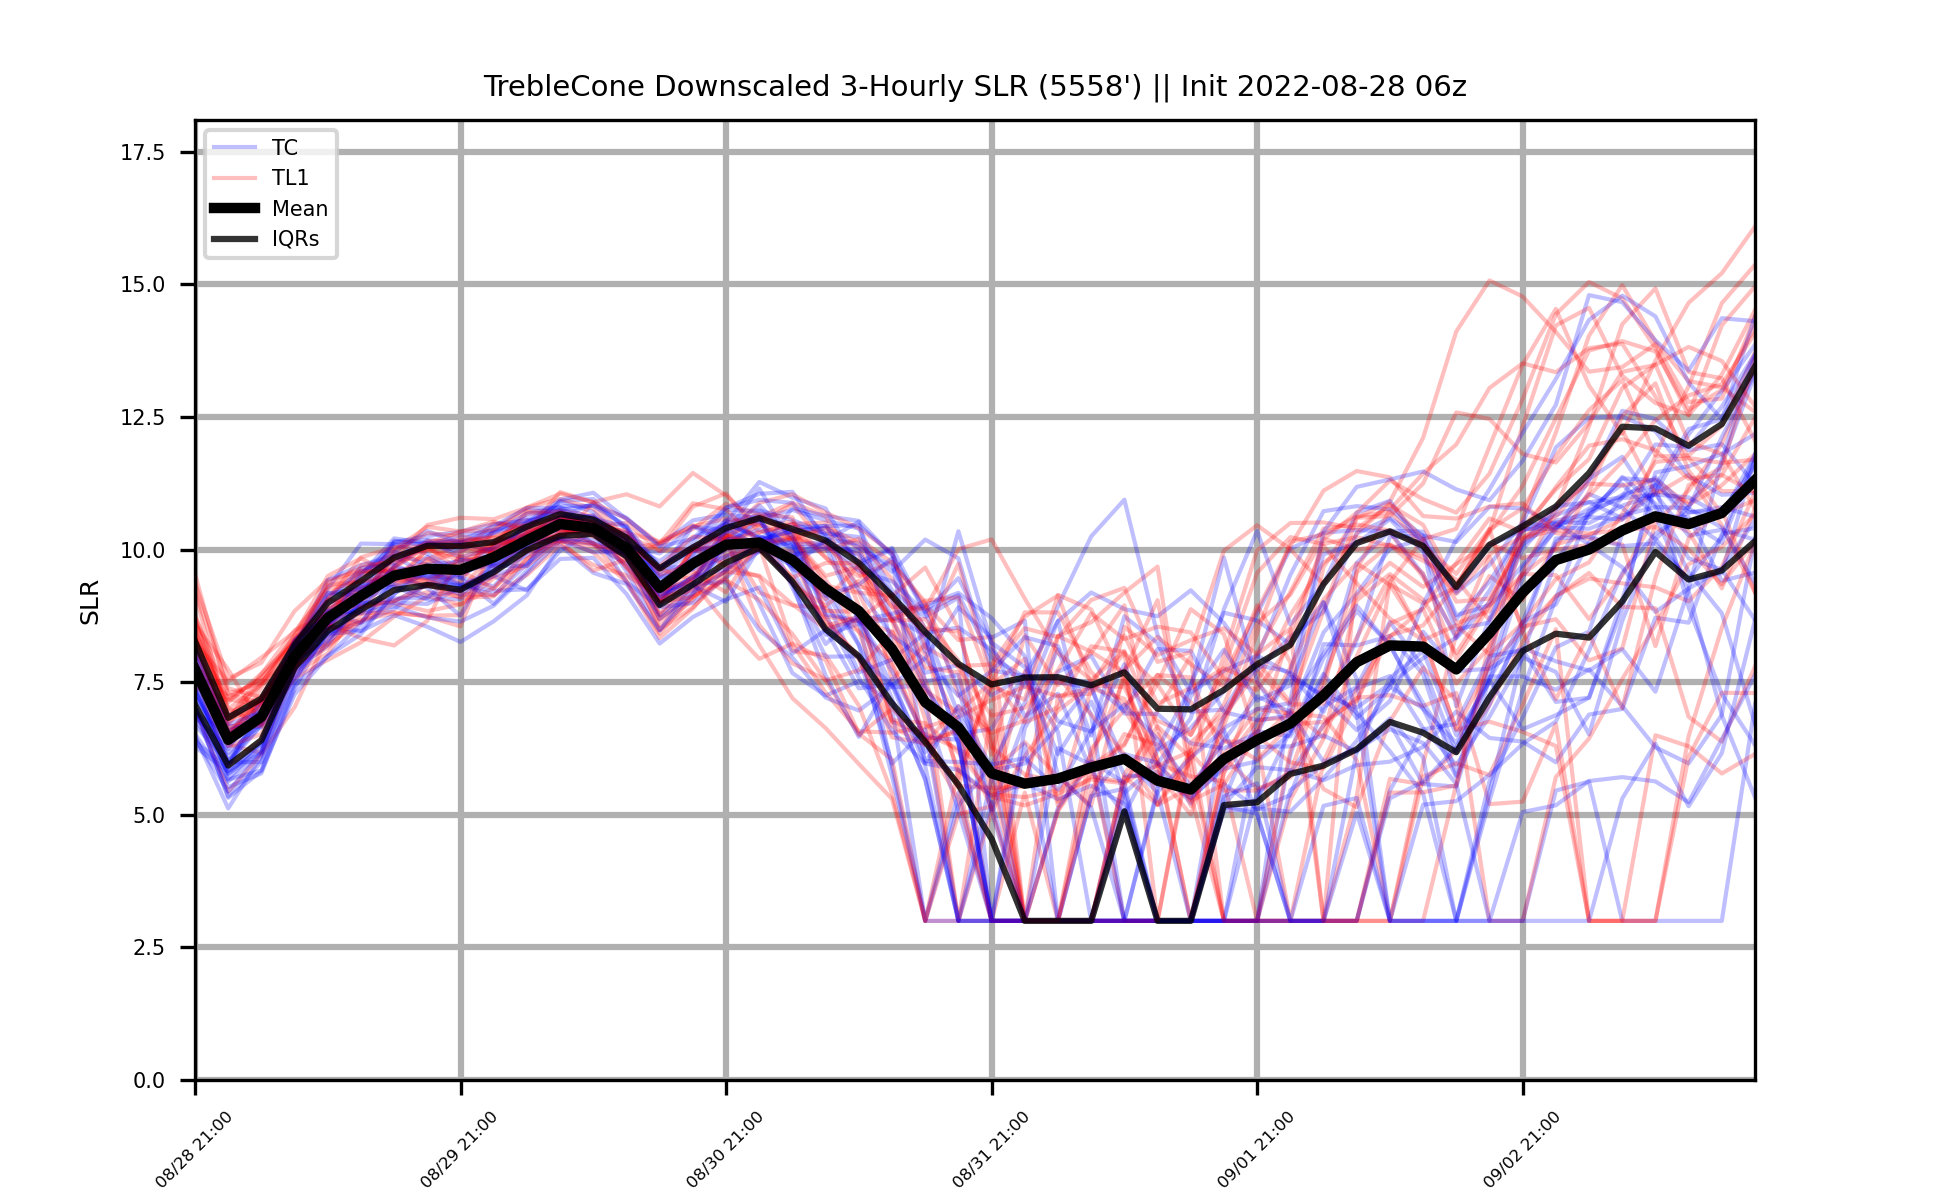 TrebleCone Downscaled 3-Hourly SLR (5558') || Init 2022-08-28 06z
TC
TL1
Mean
IQRs
17.5
15.0
12.5
10.0
7.5
5.0
2.5
0.0
SLR
08/28 21:00
08/29 21:00
08/30 21:00
08/31 21:00
09/01 21:00
09/02 21:00